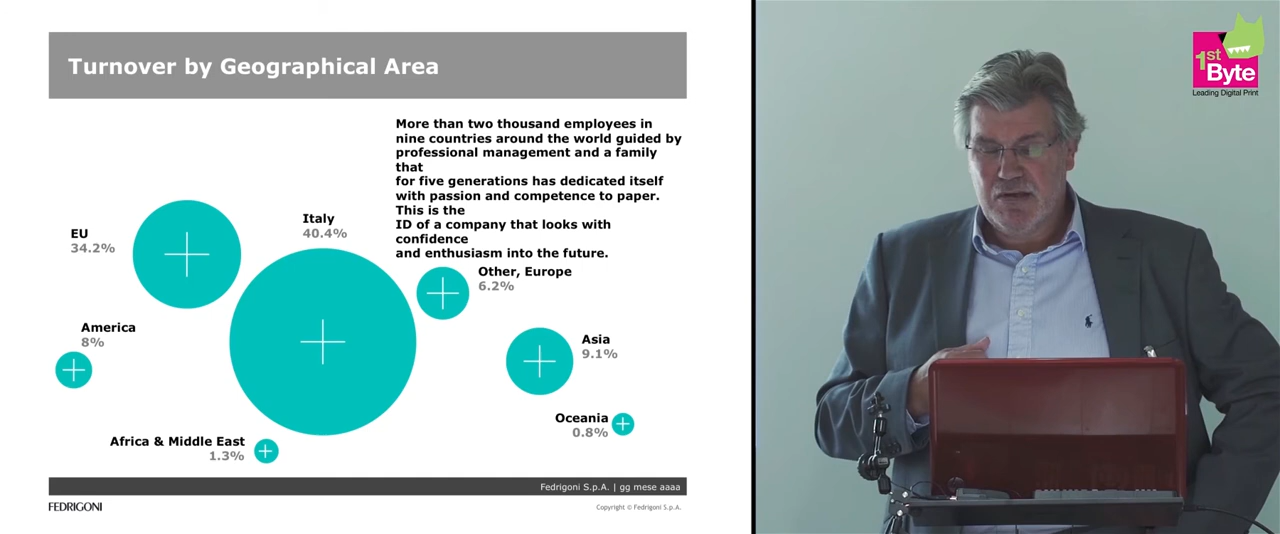 Turnover by Geographical Area
More than two thousand employees in
nine countries around the world guided by
professional management and a family
that
for five generations has dedicated itself
with passion and competence to paper.
This is the
ID of a company that looks with
confidence
and enthusiasm into the future.
EU
34.2%
Italy
40.4%
Other, Europe
6.2%
America
8%
Asia
9.1%
Oceania
0.8%
Africa & Middle East
1.3%
Fedrigoni S.p.A. | gg mese aaaa
FEDRIGONI
Copyright © Fedrigoni S.p.A.
1st
Byte
Leading Digital Print